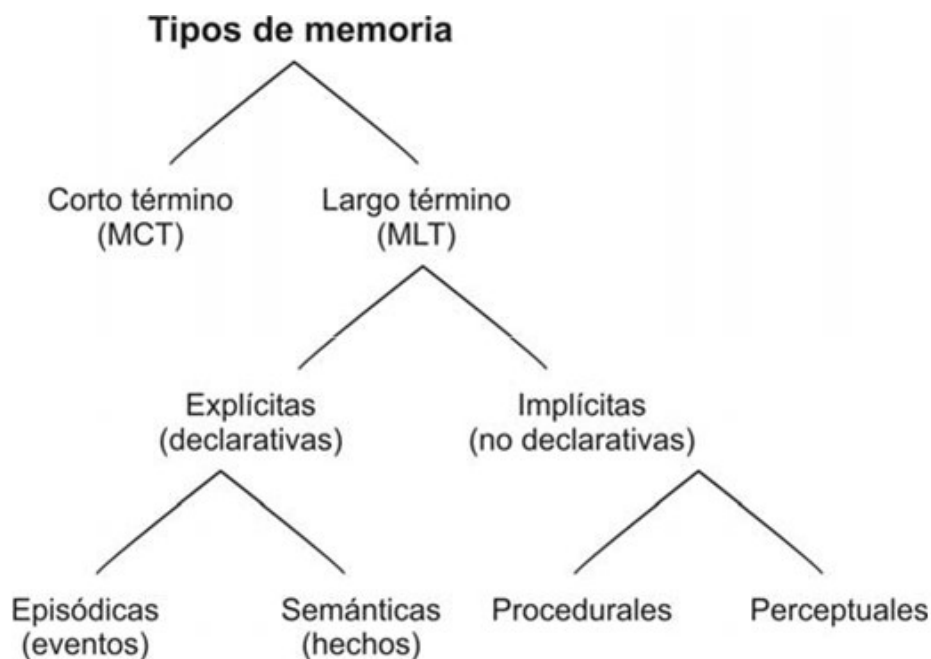 Tipos de memoria
Corto término
(MCT)
Largo término
(MLT)
Explícitas
(declarativas)
Implícitas
(no declarativas)
Episódicas
(eventos)
Semánticas
(hechos)
Procedurales
Perceptuales